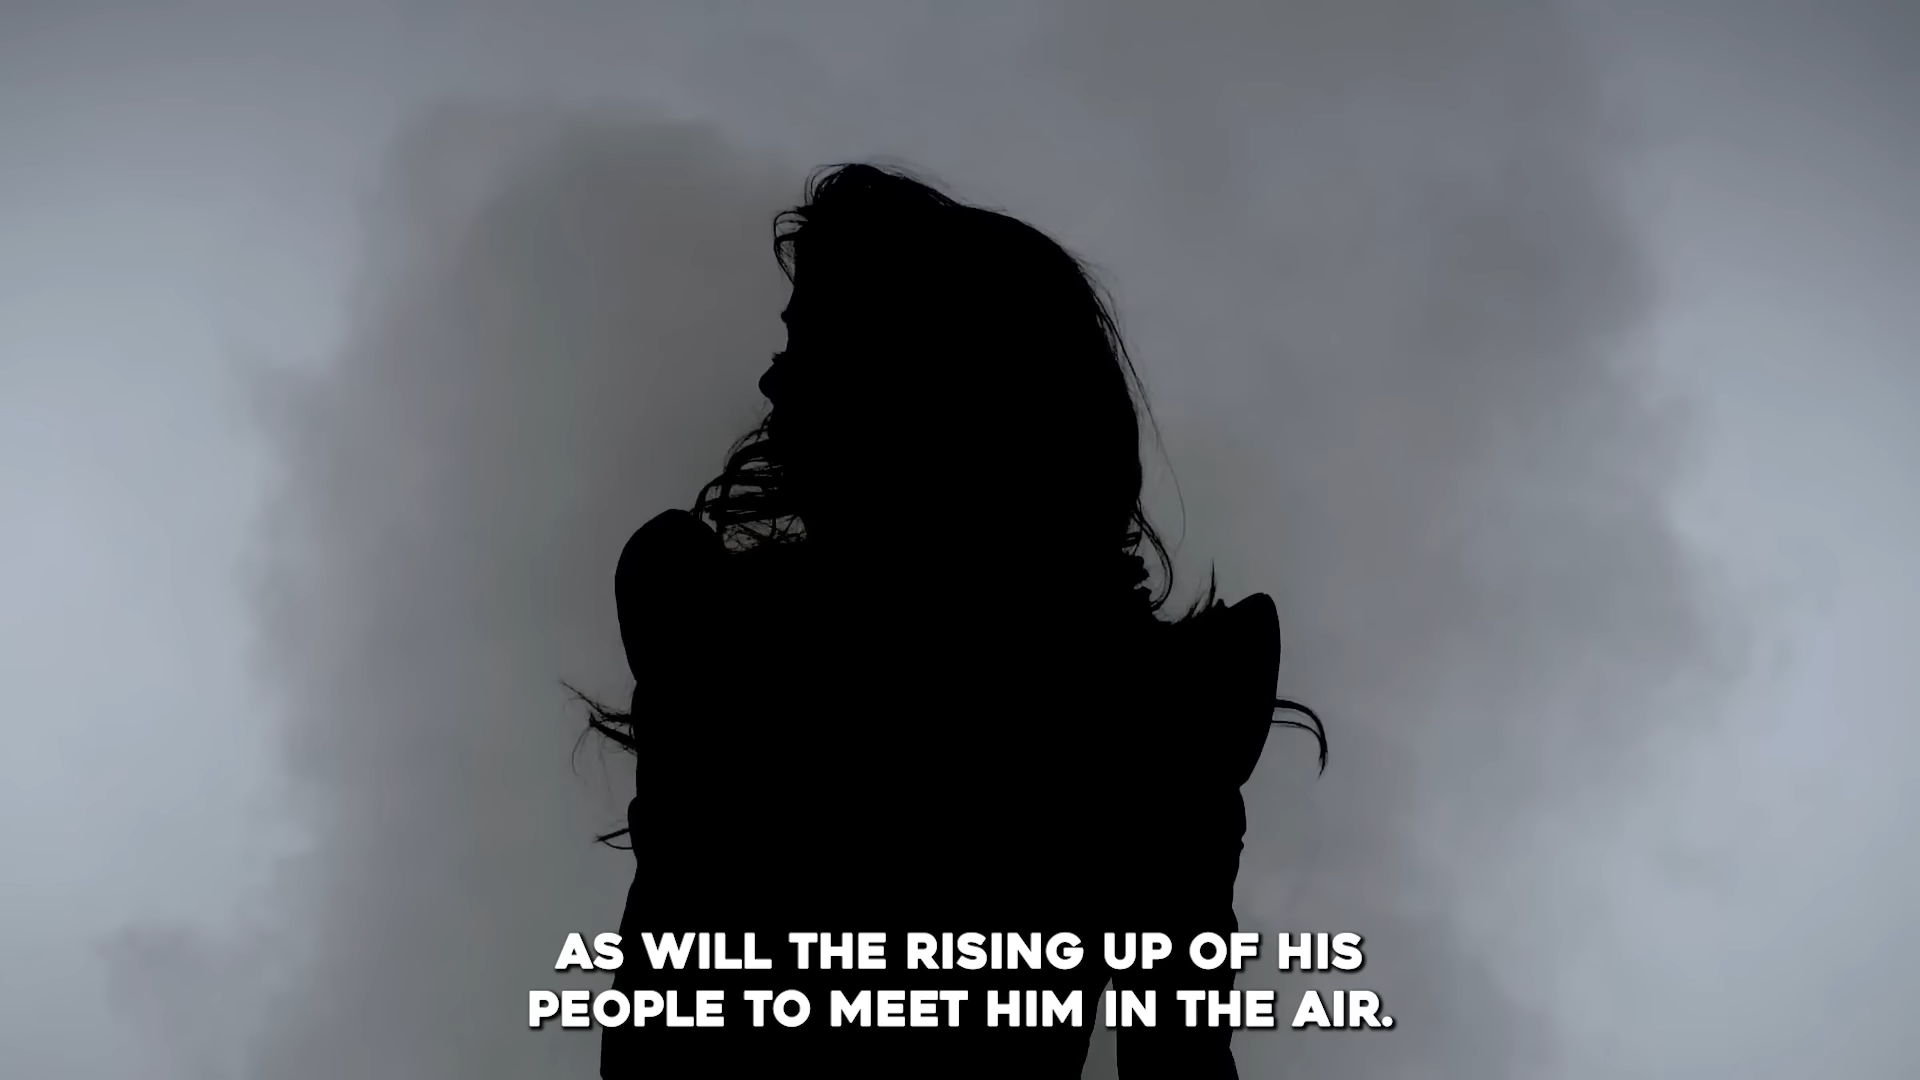 AS WILL THE RISING UP OF HIS
PEOPLE TO MEET HIM IN THE AIR.